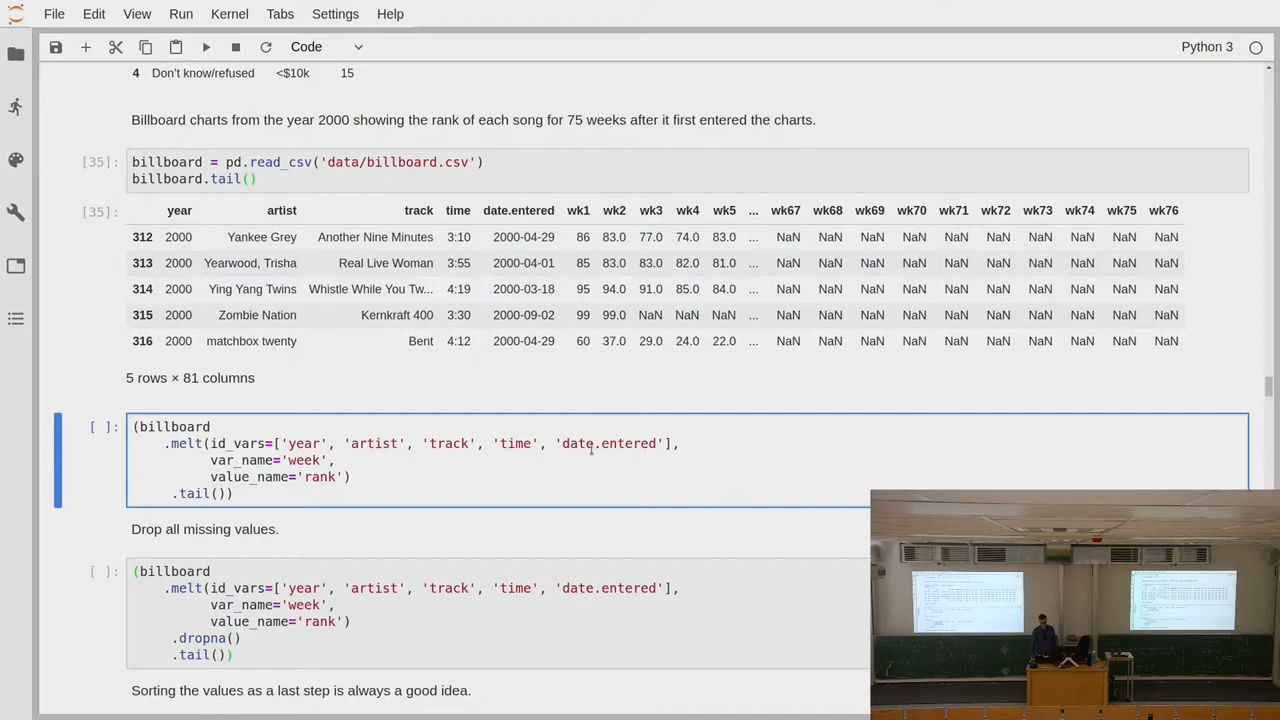 File Edit View Run Kernel Tabs Settings Help
Code
Python 3
4 Don't know/refused <$10k 15
Billboard charts from the year 2000 showing the rank of each song for 75 weeks after it first entered the charts.
[35]: billboard = pd.read_csv('data/billboard.csv')
billboard.tail()
[35]: year artist track time date.entered wk1 wk2 wk3 wk4 wk5 ... wk67 wk68 wk69 wk70 wk71 wk72 wk73 wk74 wk75 wk76
312 2000 Yankee Grey Another Nine Minutes 3:10 2000-04-29 86 83.0 77.0 74.0 83.0 ... NaN NaN NaN NaN NaN NaN NaN NaN NaN NaN
313 2000 Yearwood, Trisha Real Live Woman 3:55 2000-04-01 85 83.0 83.0 82.0 81.0 ... NaN NaN NaN NaN NaN NaN NaN NaN NaN NaN
314 2000 Ying Yang Twins Whistle While You Tw... 4:19 2000-03-18 95 94.0 91.0 85.0 84.0 ... NaN NaN NaN NaN NaN NaN NaN NaN NaN NaN
315 2000 Zombie Nation Kernkraft 400 3:30 2000-09-02 99 99.0 NaN NaN NaN ... NaN NaN NaN NaN NaN NaN NaN NaN NaN NaN
316 2000 matchbox twenty Bent 4:12 2000-04-29 60 37.0 29.0 24.0 22.0 ... NaN NaN NaN NaN NaN NaN NaN NaN NaN NaN
5 rows × 81 columns
[ ]: (billboard
.melt(id_vars=['year', 'artist', 'track', 'time', 'date.entered'],
var_name='week',
value_name='rank')
.tail())
Drop all missing values.
[ ]: (billboard
.melt(id_vars=['year', 'artist', 'track', 'time', 'date.entered'],
var_name='week',
value_name='rank')
.dropna()
.tail())
Sorting the values as a last step is always a good idea.